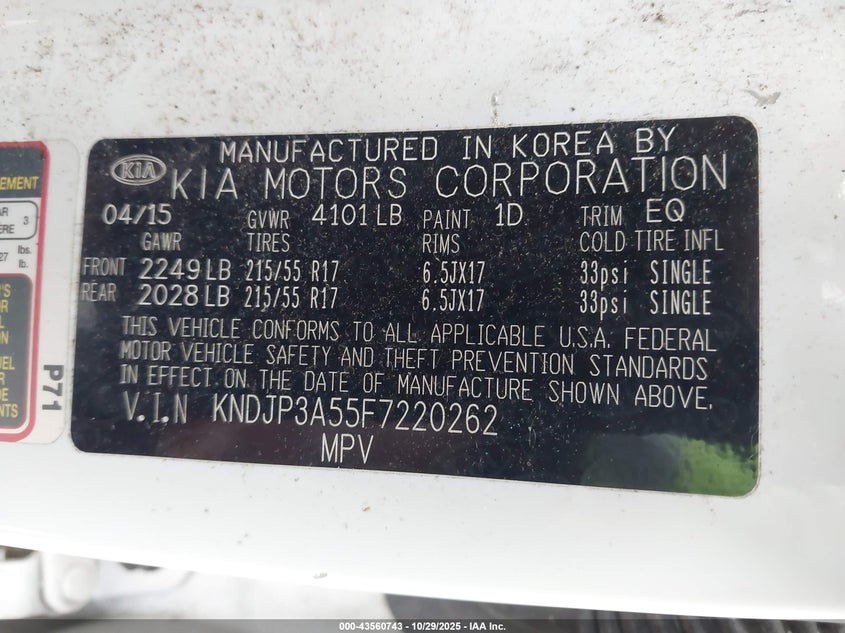 MANUFACTURED IN KOREA BY
KIA KIA MOTORS CORPORATION
04/15 GVWR 4101 LB PAINT 1D TRIM EQ
GAWR TIRES RIMS COLD TIRE INFL
FRONT 2249 LB 215/55 R17 6.5JX17 33psi SINGLE
REAR 2028 LB 215/55 R17 6.5JX17 33psi SINGLE
THIS VEHICLE CONFORMS TO ALL APPLICABLE U.S.A. FEDERAL
MOTOR VEHICLE SAFETY AND THEFT PREVENTION STANDARDS
IN EFFECT ON THE DATE OF MANUFACTURE SHOWN ABOVE.
V.I.N KNDJP3A55F7220262
MPV
3
27 lbs.
lb.
P71
000-43560743 - 10/29/2025 - IAA Inc.